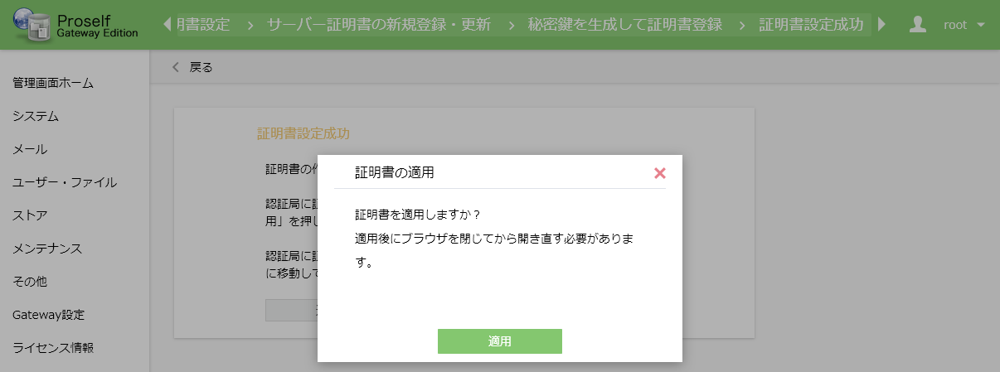 Proself
Gateway Edition
明書設定 > サーバー証明書の新規登録・更新 > 秘密鍵を生成して証明書登録 > 証明書設定成功
root
戻る
管理画面ホーム
システム
メール
ユーザー・ファイル
ストア
メンテナンス
その他
Gateway設定
ライセンス情報
証明書設定成功
証明書の
認証局に
用」を押
認証局に
に移動して
証明書の適用
証明書を適用しますか？
適用後にブラウザを閉じてから開き直す必要がありま
す。
適用